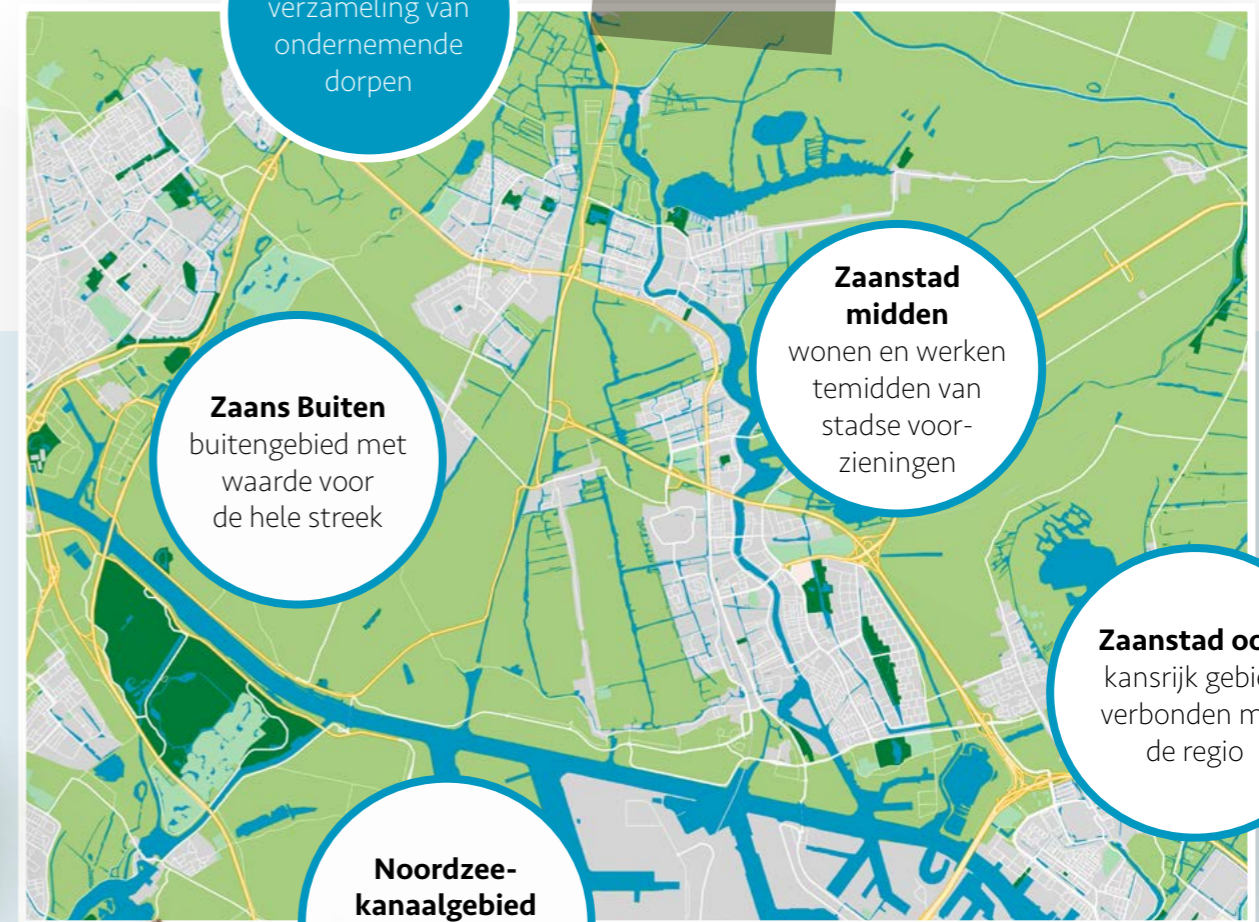 verzameling van
ondernemende
dorpen
Zaanstad
midden
wonen en werken
temidden van
stadse voor-
zieningen
Zaans Buiten
buitengebied met
waarde voor
de hele streek
Zaanstad
kansrijk
verbonden
de regio
Noordzee-
kanaalgebied